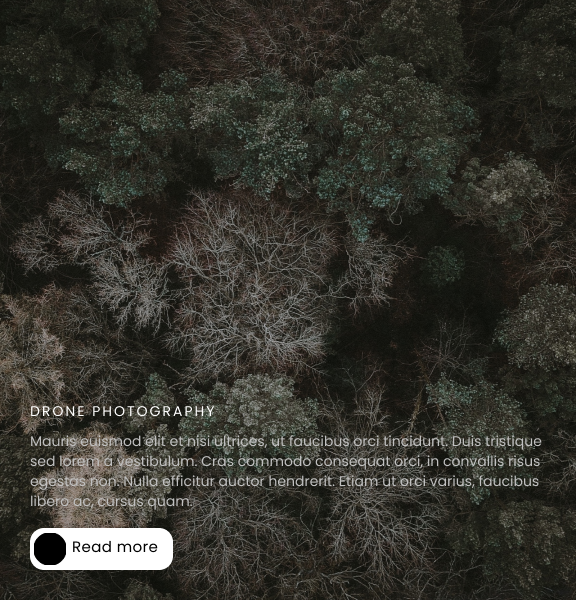 DRONE PHOTOGRAPHY
Mauris euismod elit et nisi ultrices, ut faucibus orci tincidunt. Duis tristique
sed lorem a vestibulum. Cras commodo consequat orci, in convallis risus
egestas non. Nulla efficitur auctor hendrerit. Etiam ut orci varius, faucibus
libero ac, cursus quam.
Read more